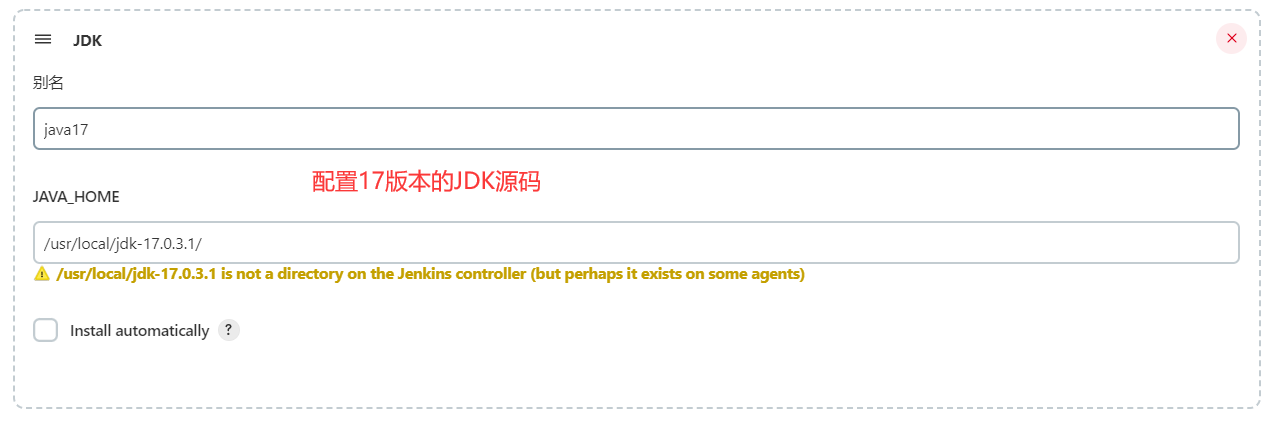 JDK
别名
java17
配置17版本的JDK源码
JAVA_HOME
/usr/local/jdk-17.0.3.1/
/usr/local/jdk-17.0.3.1 is not a directory on the Jenkins controller (but perhaps it exists on some agents)
Install automatically ?